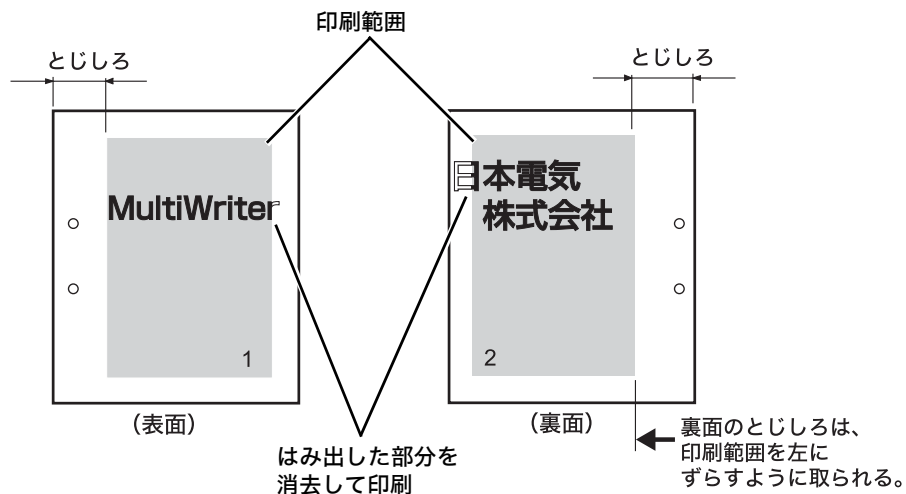 印刷範囲
とじしろ
とじしろ
MultiWriter
日本電気
株式会社
1
2
(表面)
(裏面)
はみ出した部分を
消去して印刷
裏面のとじしろは、
印刷範囲を左に
ずらすように取られる。